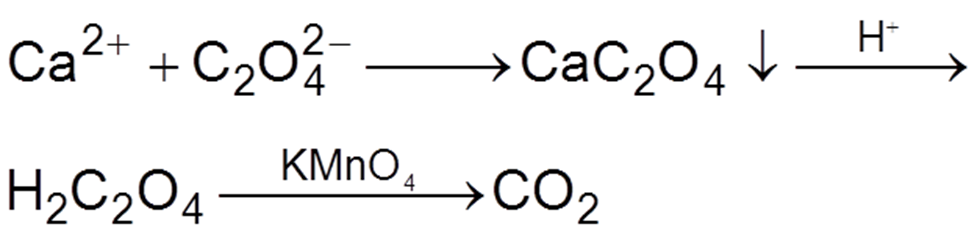 Ca²⁺ + C₂O₄²⁻ ⟶ CaC₂O₄ ↓ —H⁺→
H₂C₂O₄ —KMnO₄→ CO₂